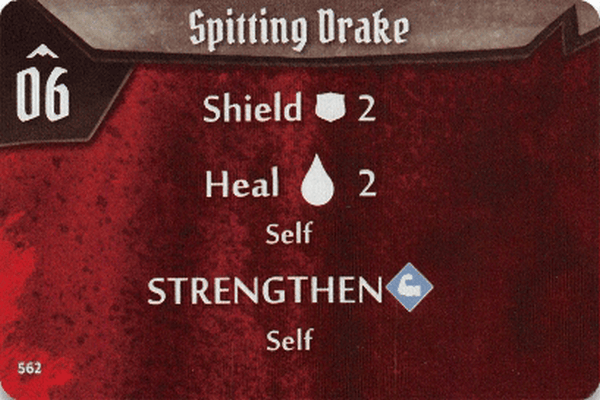 Spitting Drake
06
Shield 2
Heal 2
Self
STRENGTHEN
Self
562